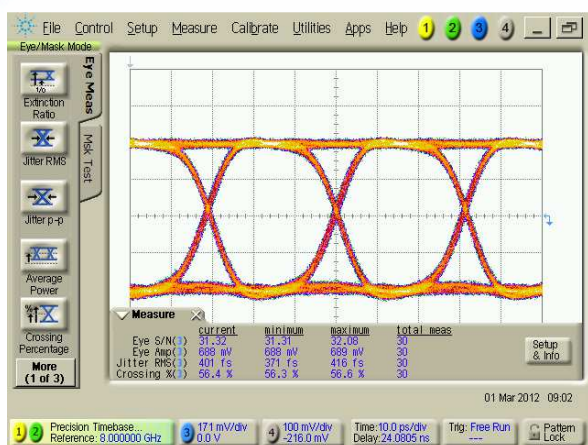 File Control Setup Measure Calibrate Utilities Apps Help 1 2 3 4
Eye/Mask Mode
Eye Meas
Msk Test
1/0
Extinction
Ratio
Jitter RMS
Jitter p-p
Average
Power
%
Crossing
Percentage
More
(1 of 3)
Measure
current minimum maximum total meas
Eye S/N(3) 31.32 31.31 32.08 30
Eye Amp(3) 688 mV 688 mV 689 mV 30
Jitter RMS(3) 401 fs 371 fs 416 fs 30
Crossing %(3) 56.4 % 56.3 % 56.6 % 30
Setup
& Info
01 Mar 2012 09:02
1 2 Precision Timebase...
Reference: 8.000000 GHz
3 171 mV/div
0.0 V
4 100 mV/div
-216.0 mV
Time:10.0 ps/div
Delay:24.0805 ns
Trig: Free Run
---
Pattern
Lock